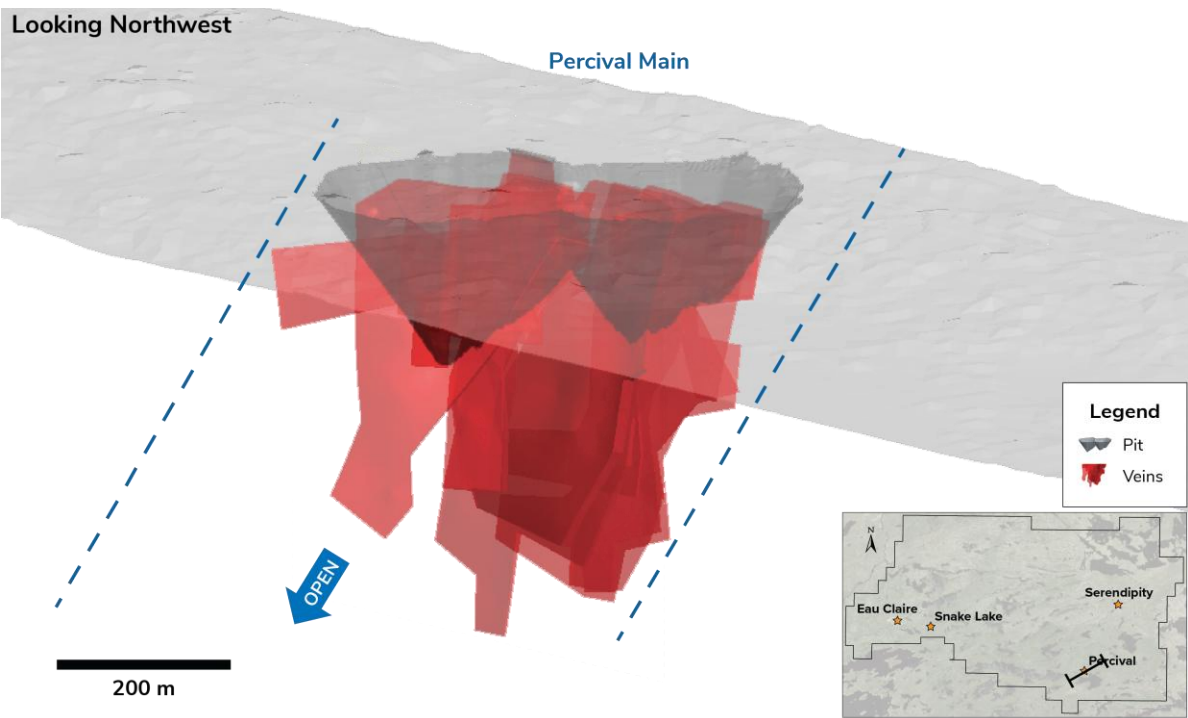 Looking Northwest
Percival Main
OPEN
200 m
Legend
Pit
Veins
N
Eau Claire
Snake Lake
Serendipity
Percival